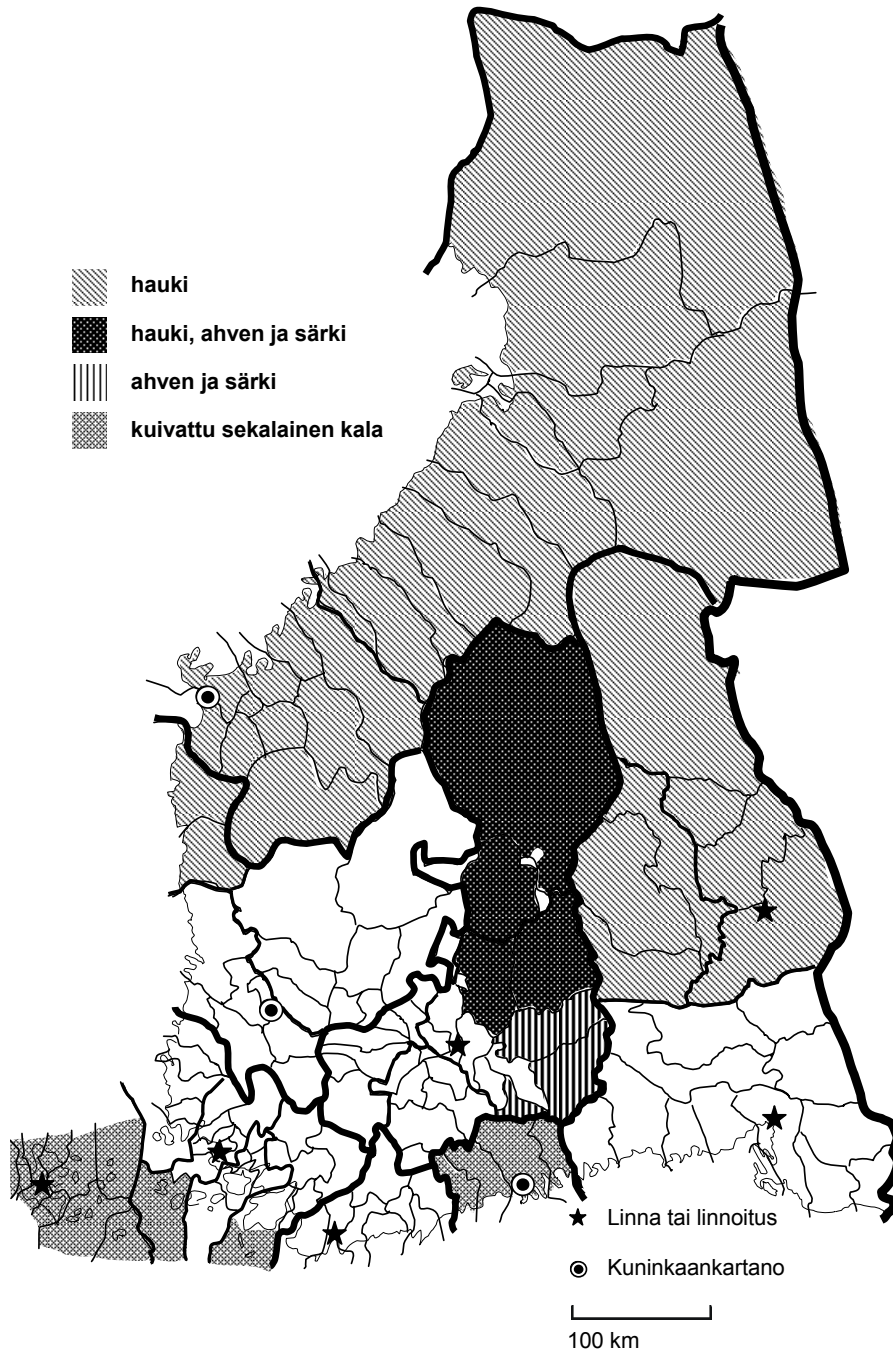 hauki
hauki, ahven ja särki
ahven ja särki
kuivattu sekalainen kala
Linna tai linnoitus
Kuninkaankartano
100 km